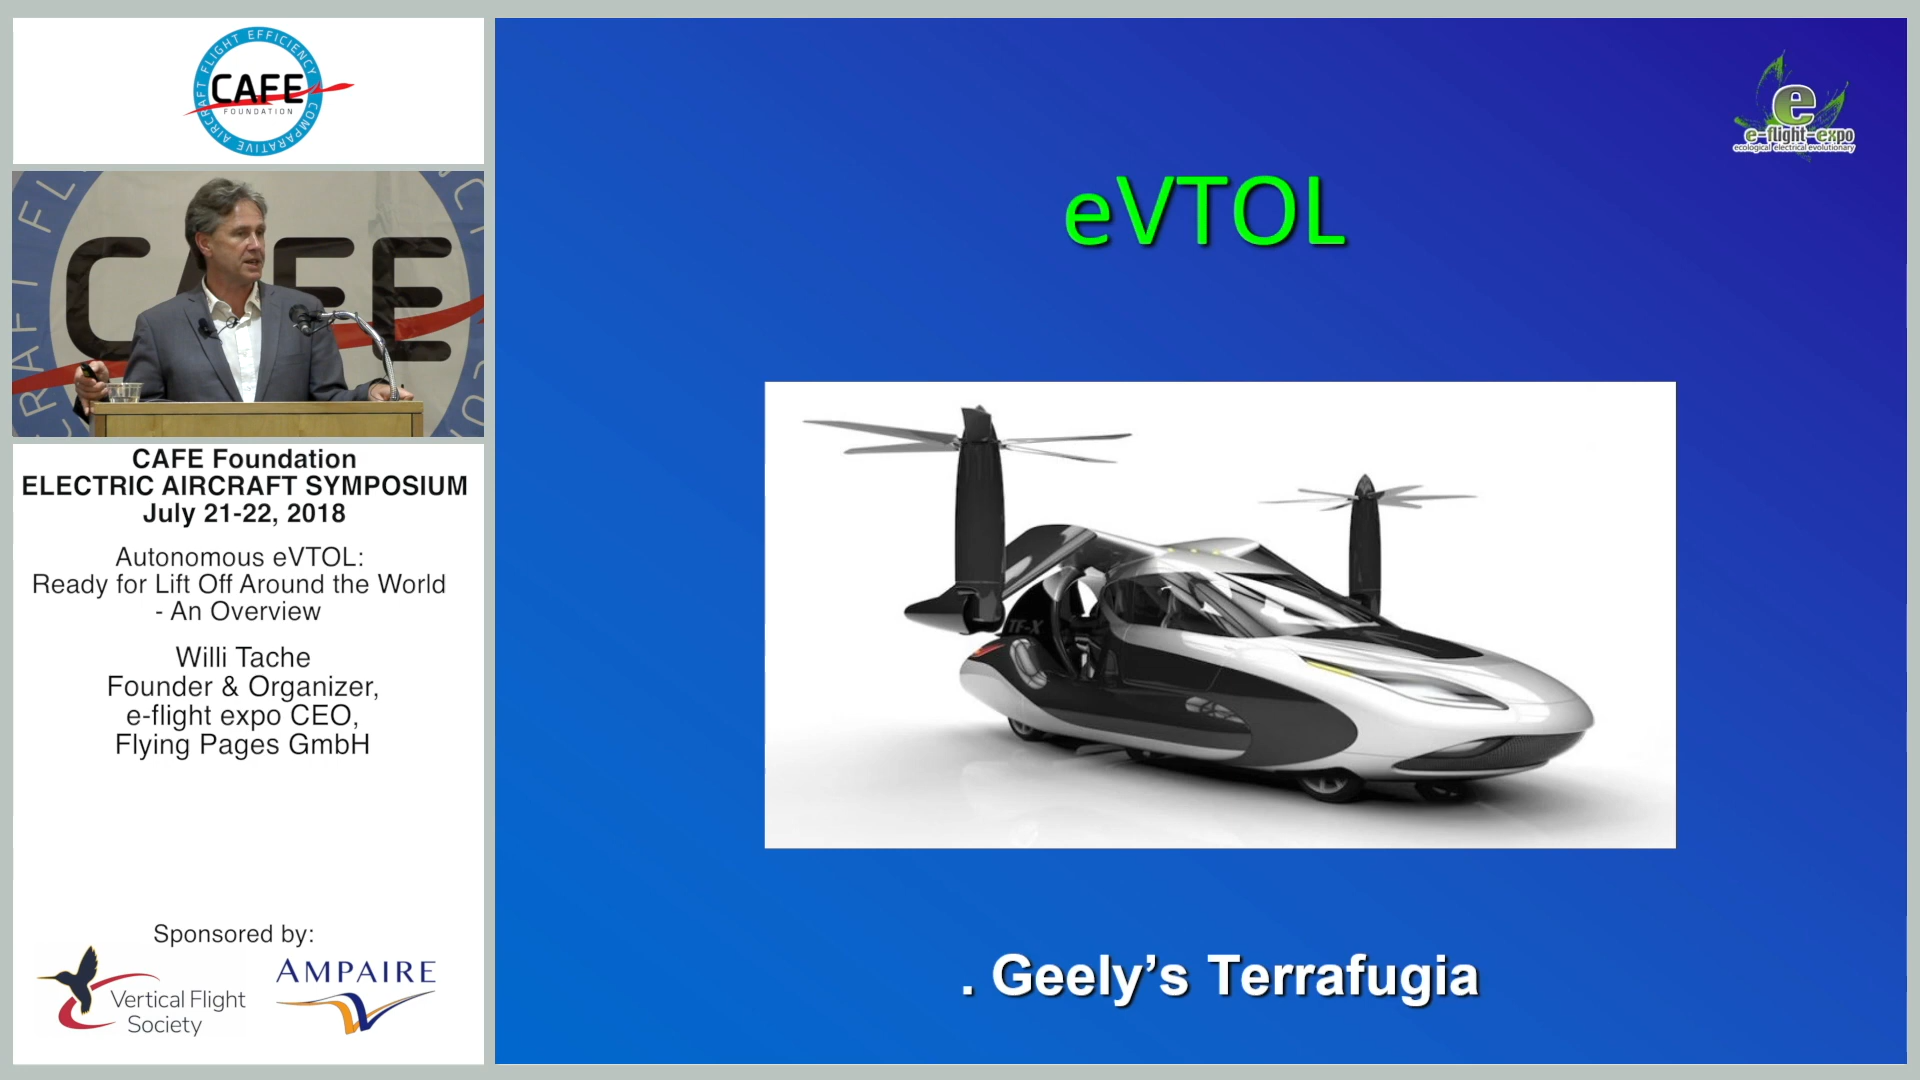 AIRCRAFT FLIGHT EFFICIENCY COMPARATIVE
CAFE
FOUNDATION
CAFE
CAFE Foundation
ELECTRIC AIRCRAFT SYMPOSIUM
July 21-22, 2018
Autonomous eVTOL:
Ready for Lift Off Around the World
- An Overview
Willi Tache
Founder & Organizer,
e-flight expo CEO,
Flying Pages GmbH
Sponsored by:
Vertical Flight
Society
AMPAIRE
e
e-flight-expo
ecological electrical evolutionary
eVTOL
TF-X
. Geely’s Terrafugia